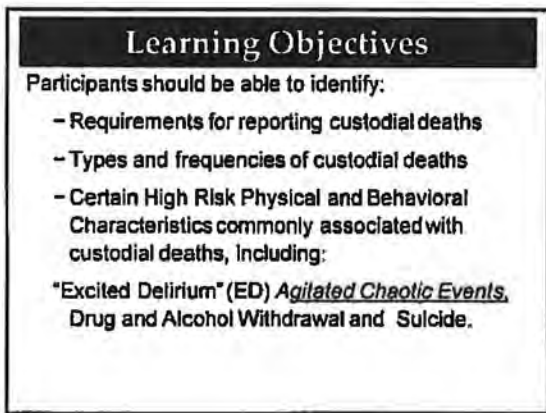 Learning Objectives
Participants should be able to identify:
– Requirements for reporting custodial deaths
– Types and frequencies of custodial deaths
– Certain High Risk Physical and Behavioral
Characteristics commonly associated with
custodial deaths, including:
"Excited Delirium" (ED) Agitated Chaotic Events,
Drug and Alcohol Withdrawal and Suicide.